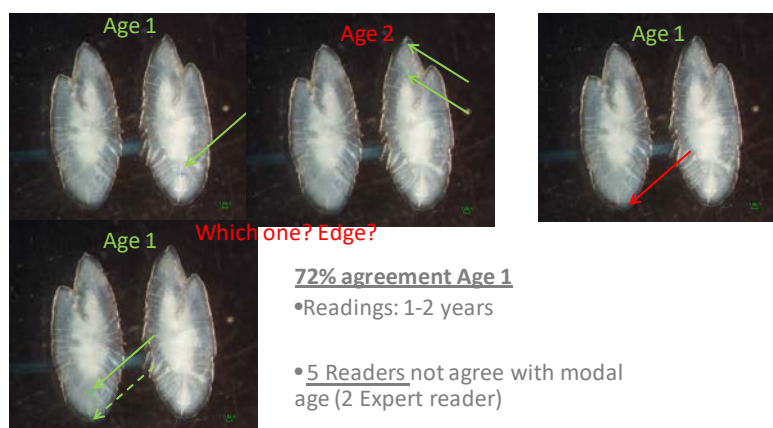 Age 1
Age 2
Age 1
Age 1
Which one? Edge?
72% agreement Age 1
•Readings: 1-2 years
•5 Readers not agree with modal
age (2 Expert reader)